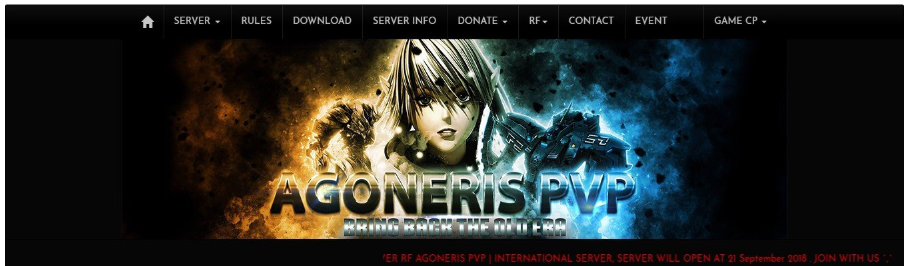 SERVER RULES DOWNLOAD SERVER INFO DONATE RF CONTACT EVENT GAME CP
AGONERIS PVP
BRING BACK THE OLD ERA
ER RF AGONERIS PVP | INTERNATIONAL SERVER, SERVER WILL OPEN AT 21 September 2018 . JOIN WITH US ^,^